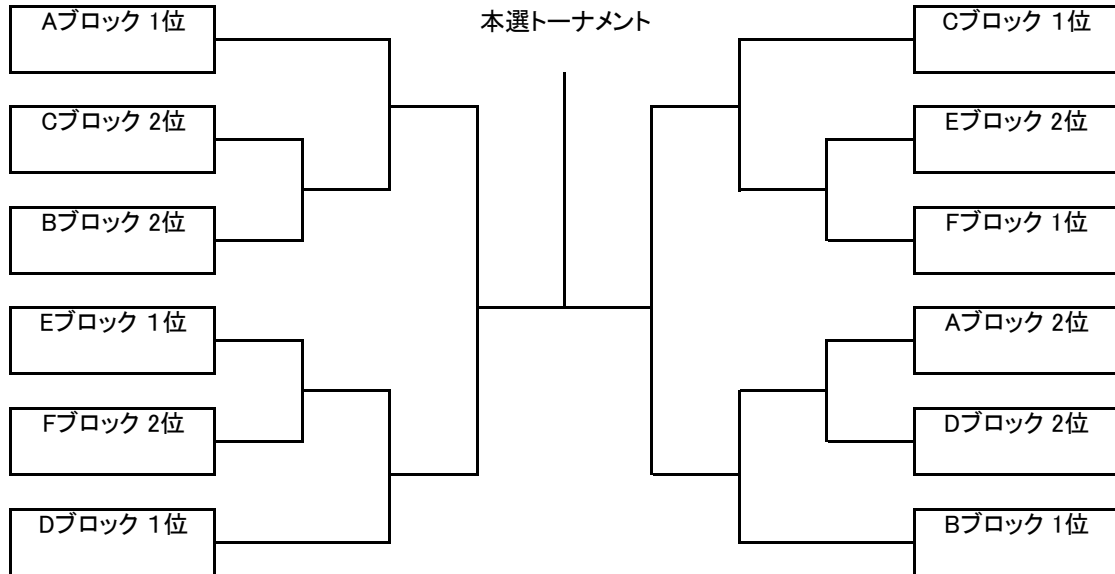 本選トーナメント
Aブロック 1位
Cブロック 2位
Bブロック 2位
Eブロック 1位
Fブロック 2位
Dブロック 1位
Cブロック 1位
Eブロック 2位
Fブロック 1位
Aブロック 2位
Dブロック 2位
Bブロック 1位